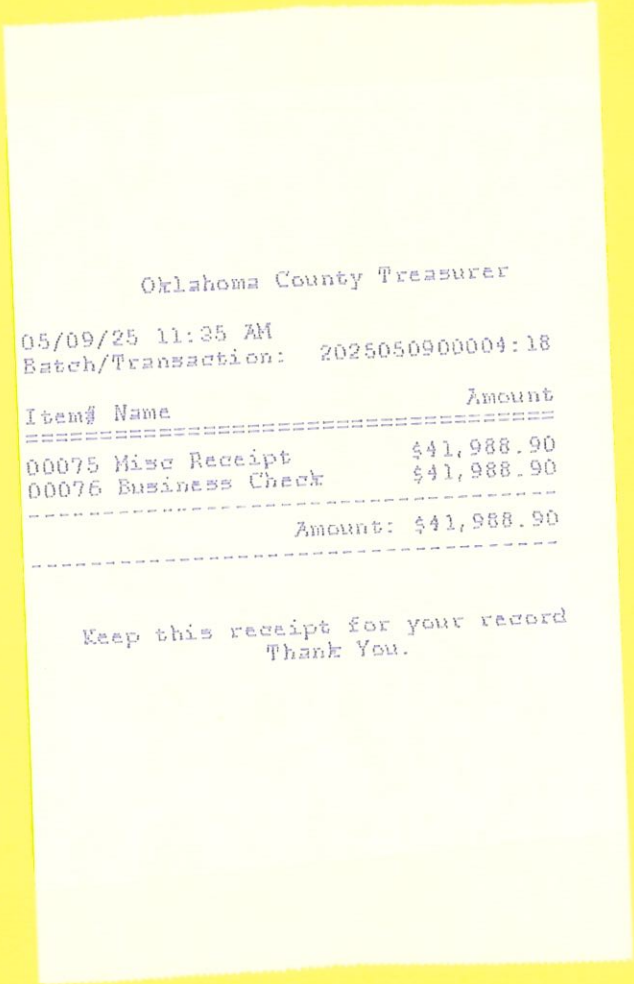 Oklahoma County Treasurer
05/09/25 11:35 AM
Batch/Transaction: 2025050900004:18
Item# Name Amount
===================================
00075 Misc Receipt $41,988.90
00076 Business Check $41,988.90
-----------------------------------
Amount: $41,988.90
-----------------------------------
Keep this receipt for your record
Thank You.